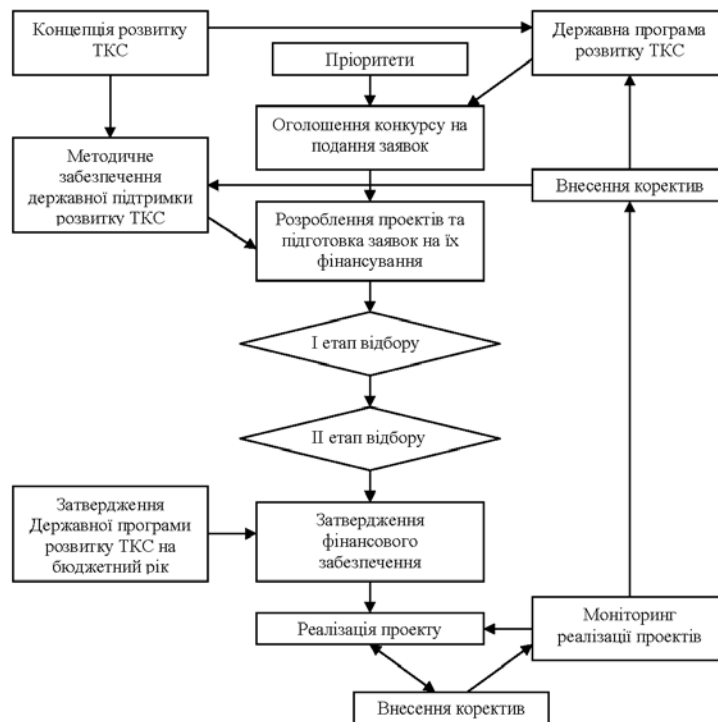 Концепція розвитку
ТКС
Державна програма
розвитку ТКС
Пріоритети
Оголошення конкурсу на
подання заявок
Методичне
забезпечення
державної підтримки
розвитку ТКС
Внесення коректив
Розроблення проектів та
підготовка заявок на їх
фінансування
І етап відбору
ІІ етап відбору
Затвердження
Державної програми
розвитку ТКС на
бюджетний рік
Затвердження
фінансового
забезпечення
Реалізація проекту
Моніторинг
реалізації проектів
Внесення коректив